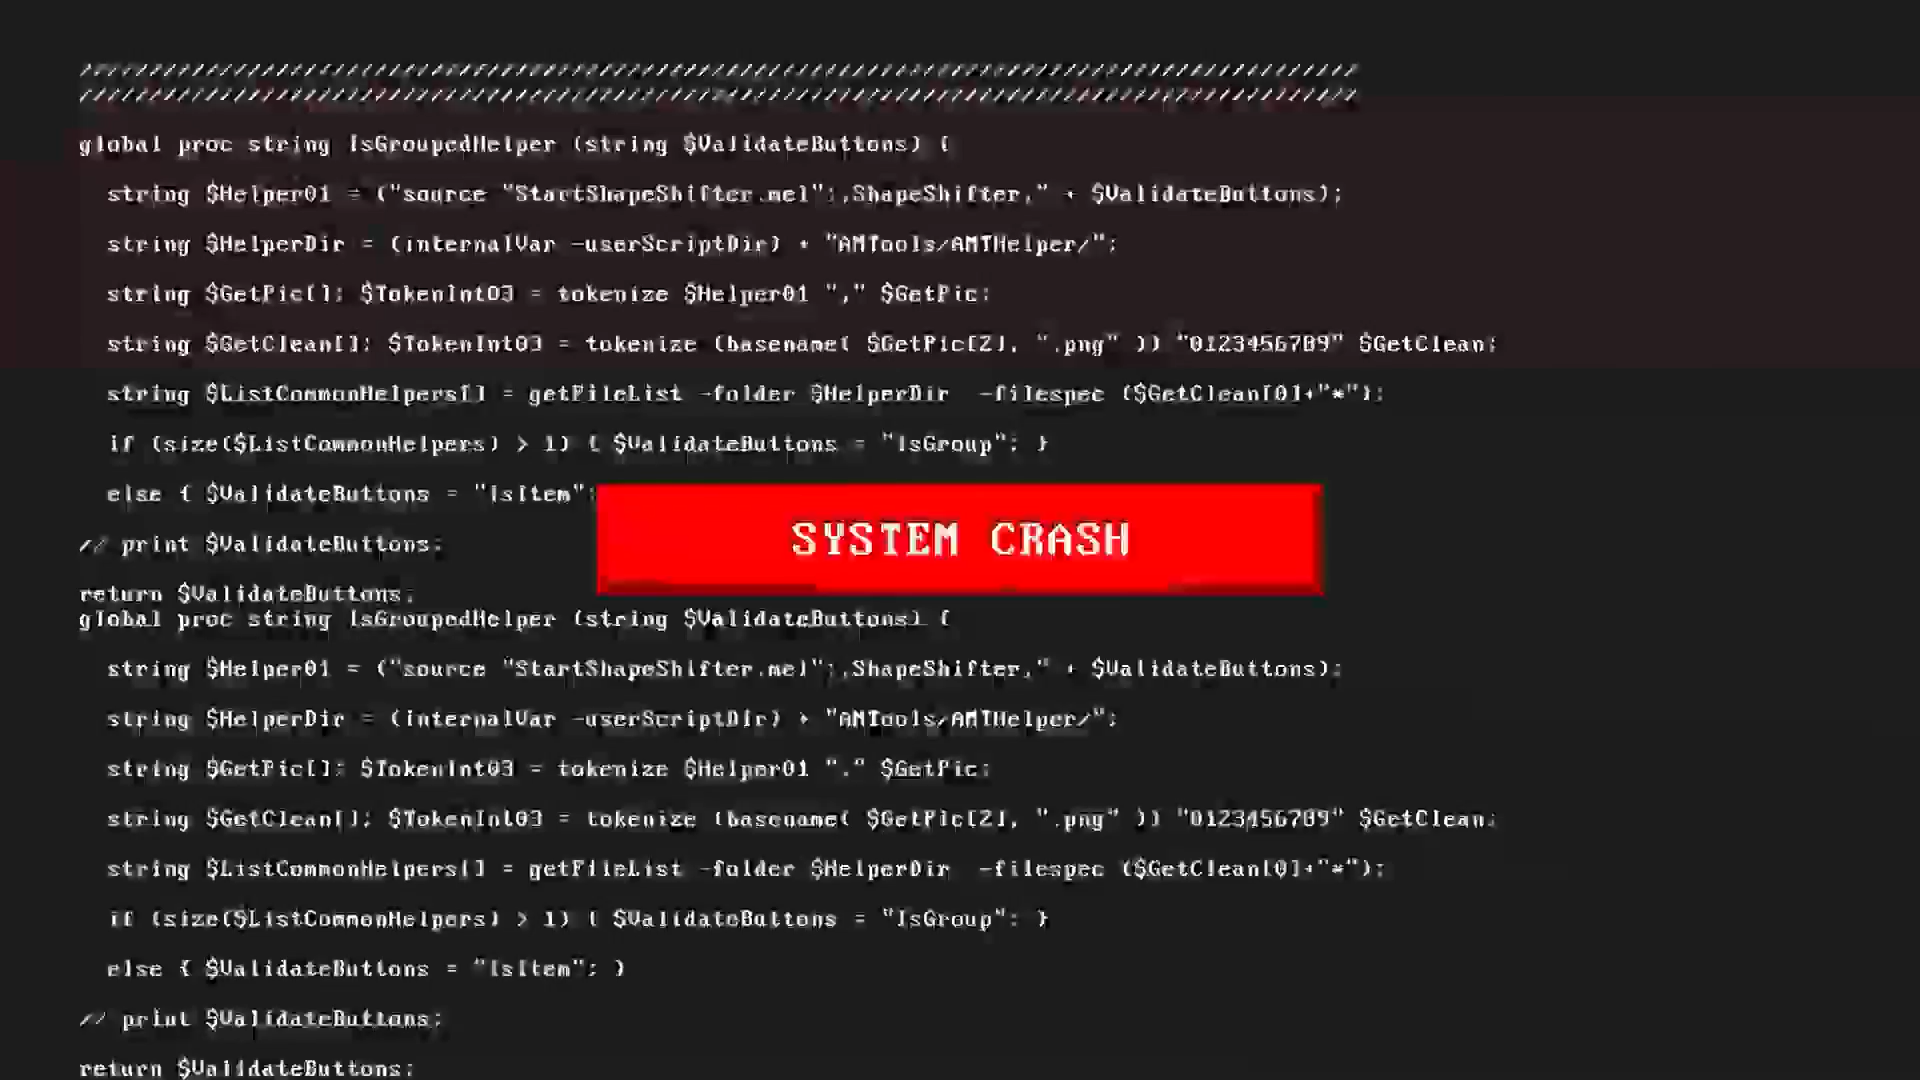 ////////////////////////////////////////////////////////////////////////////////////////////
////////////////////////////////////////////////////////////////////////////////////////////
global proc string IsGroupedHelper (string $ValidateButtons) {
string $Helper01 = ("source "StartShapeShifter.mel";,ShapeShifter," + $ValidateButtons);
string $HelperDir = (internalVar -userScriptDir) + "AMTools/AMTHelper/";
string $GetPic[]; $TokenInt03 = tokenize $Helper01 "," $GetPic;
string $GetClean[]; $TokenInt03 = tokenize (basename( $GetPic[2], ".png" )) "0123456789" $GetClean;
string $ListCommonHelpers[] = getFileList -folder $HelperDir  -filespec ($GetClean[0]+"*");
if (size($ListCommonHelpers) > 1) { $ValidateButtons = "IsGroup"; }
else { $ValidateButtons = "IsItem";
SYSTEM CRASH
// print $ValidateButtons;
return $ValidateButtons;
global proc string IsGroupedHelper (string $ValidateButtons) {
string $Helper01 = ("source "StartShapeShifter.mel";,ShapeShifter," + $ValidateButtons);
string $HelperDir = (internalVar -userScriptDir) + "AMTools/AMTHelper/";
string $GetPic[]; $TokenInt03 = tokenize $Helper01 "," $GetPic;
string $GetClean[]; $TokenInt03 = tokenize (basename( $GetPic[2], ".png" )) "0123456789" $GetClean;
string $ListCommonHelpers[] = getFileList -folder $HelperDir  -filespec ($GetClean[0]+"*");
if (size($ListCommonHelpers) > 1) { $ValidateButtons = "IsGroup"; }
else { $ValidateButtons = "IsItem"; }
// print $ValidateButtons;
return $ValidateButtons;